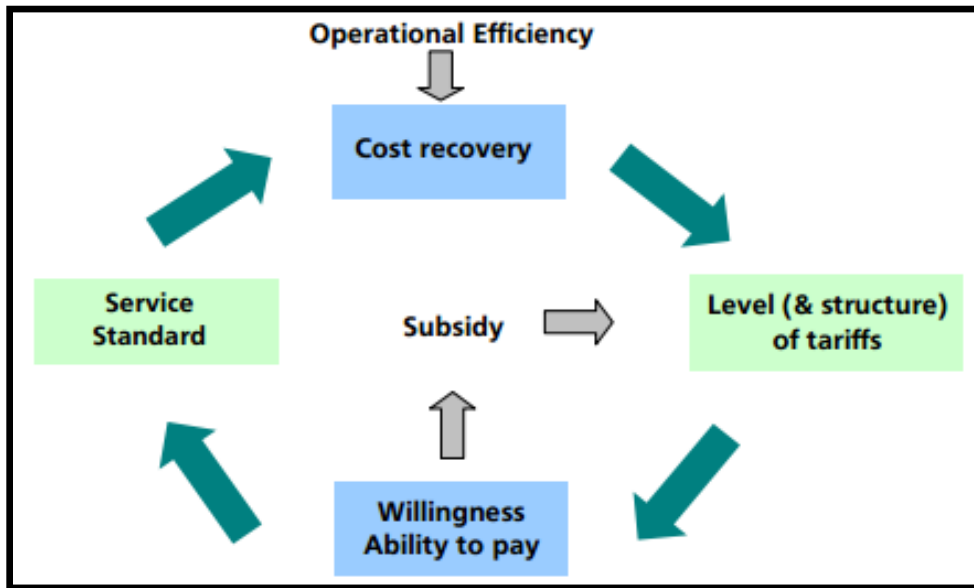 Operational Efficiency
Cost recovery
Service
Standard
Subsidy
Level (& structure)
of tariffs
Willingness
Ability to pay